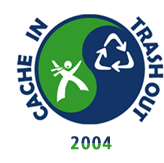 CACHE IN
TRASH OUT
2004